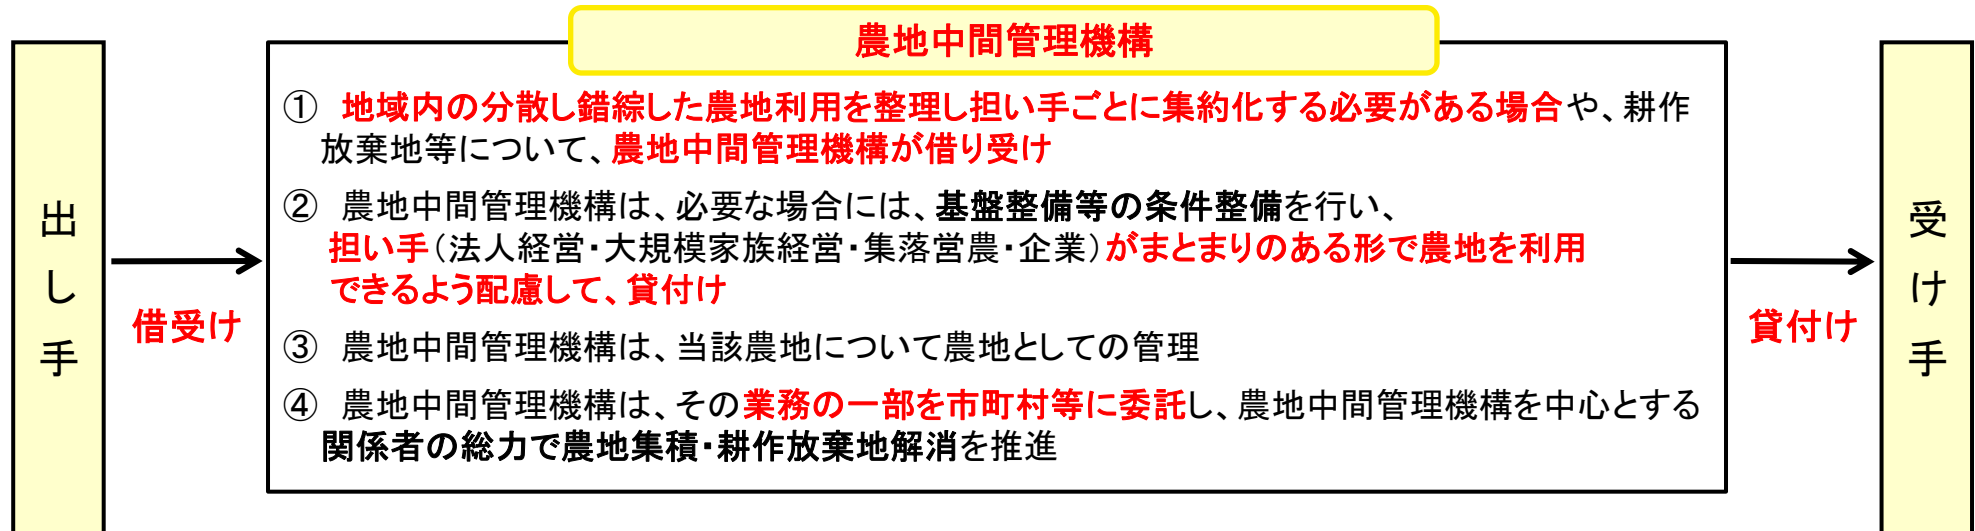 農地中間管理機構
出し手
借受け
① 地域内の分散し錯綜した農地利用を整理し担い手ごとに集約化する必要がある場合や、耕作
放棄地等について、農地中間管理機構が借り受け
② 農地中間管理機構は、必要な場合には、基盤整備等の条件整備を行い、
担い手(法人経営・大規模家族経営・集落営農・企業)がまとまりのある形で農地を利用
できるよう配慮して、貸付け
③ 農地中間管理機構は、当該農地について農地としての管理
④ 農地中間管理機構は、その業務の一部を市町村等に委託し、農地中間管理機構を中心とする
関係者の総力で農地集積・耕作放棄地解消を推進
貸付け
受け手